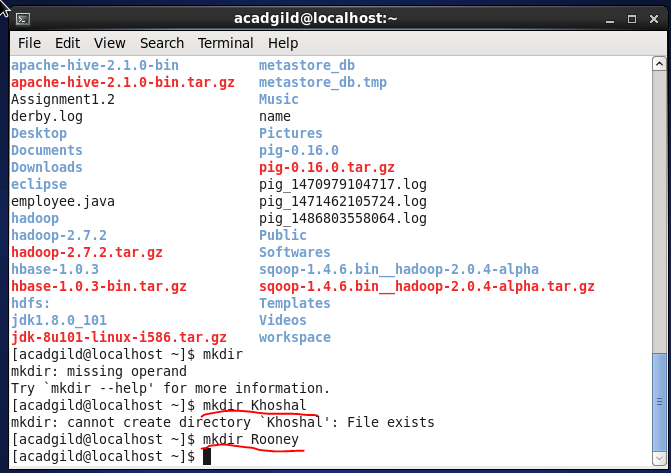 acadgild@localhost:~
File Edit View Search Terminal Help
apache-hive-2.1.0-bin metastore_db
apache-hive-2.1.0-bin.tar.gz metastore_db.tmp
Assignment1.2 Music
derby.log name
Desktop Pictures
Documents pig-0.16.0
Downloads pig-0.16.0.tar.gz
eclipse pig_1470979104717.log
employee.java pig_1471462105724.log
hadoop pig_1486803558064.log
hadoop-2.7.2 Public
hadoop-2.7.2.tar.gz Softwares
hbase-1.0.3 sqoop-1.4.6.bin__hadoop-2.0.4-alpha
hbase-1.0.3-bin.tar.gz sqoop-1.4.6.bin__hadoop-2.0.4-alpha.tar.gz
hdfs: Templates
jdk1.8.0_101 Videos
jdk-8u101-linux-i586.tar.gz workspace
[acadgild@localhost ~]$ mkdir
mkdir: missing operand
Try `mkdir --help' for more information.
[acadgild@localhost ~]$ mkdir Khoshal
mkdir: cannot create directory `Khoshal': File exists
[acadgild@localhost ~]$ mkdir Rooney
[acadgild@localhost ~]$